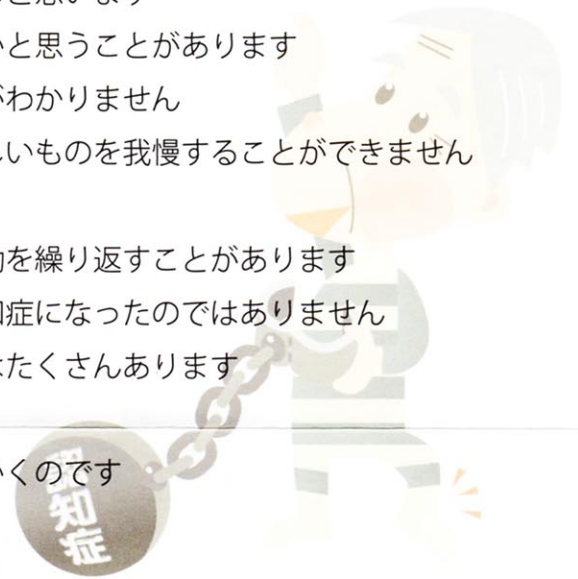 と思います
いと思うことがあります
がわかりません
しいものを我慢することができません
を繰り返すことがあります
知症になったのではありません
はたくさんあります
いくのです
認知症